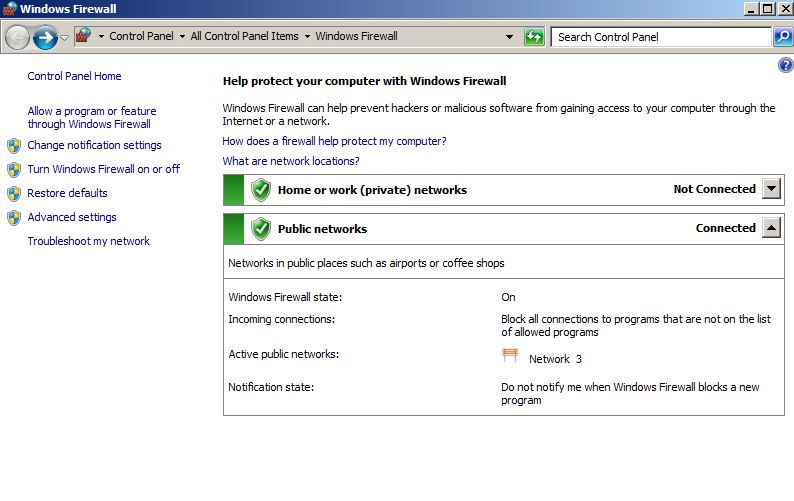 Windows Firewall
Control Panel
All Control Panel Items
Windows Firewall
Search Control Panel
Control Panel Home
Allow a program or feature
through Windows Firewall
Change notification settings
Turn Windows Firewall on or off
Restore defaults
Advanced settings
Troubleshoot my network
Help protect your computer with Windows Firewall
Windows Firewall can help prevent hackers or malicious software from gaining access to your computer through the
Internet or a network.
How does a firewall help protect my computer?
What are network locations?
Home or work (private) networks Not Connected
Public networks Connected
Networks in public places such as airports or coffee shops
Windows Firewall state: On
Incoming connections: Block all connections to programs that are not on the list
of allowed programs
Active public networks: Network 3
Notification state: Do not notify me when Windows Firewall blocks a new
program